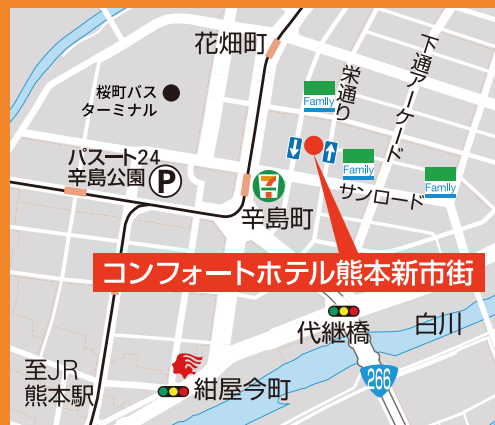 花畑町
下通アーケード
栄通り
Family
桜町バス
ターミナル
パスート24
辛島公園
P
7
Family
Family
サンロード
辛島町
コンフォートホテル熊本新市街
代継橋
白川
至JR
熊本駅
紺屋今町
266